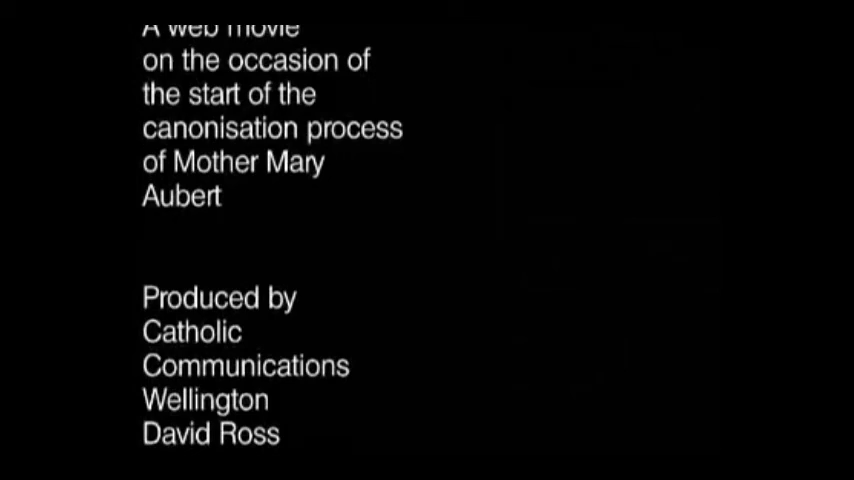 A web movie
on the occasion of
the start of the
canonisation process
of Mother Mary
Aubert
Produced by
Catholic
Communications
Wellington
David Ross